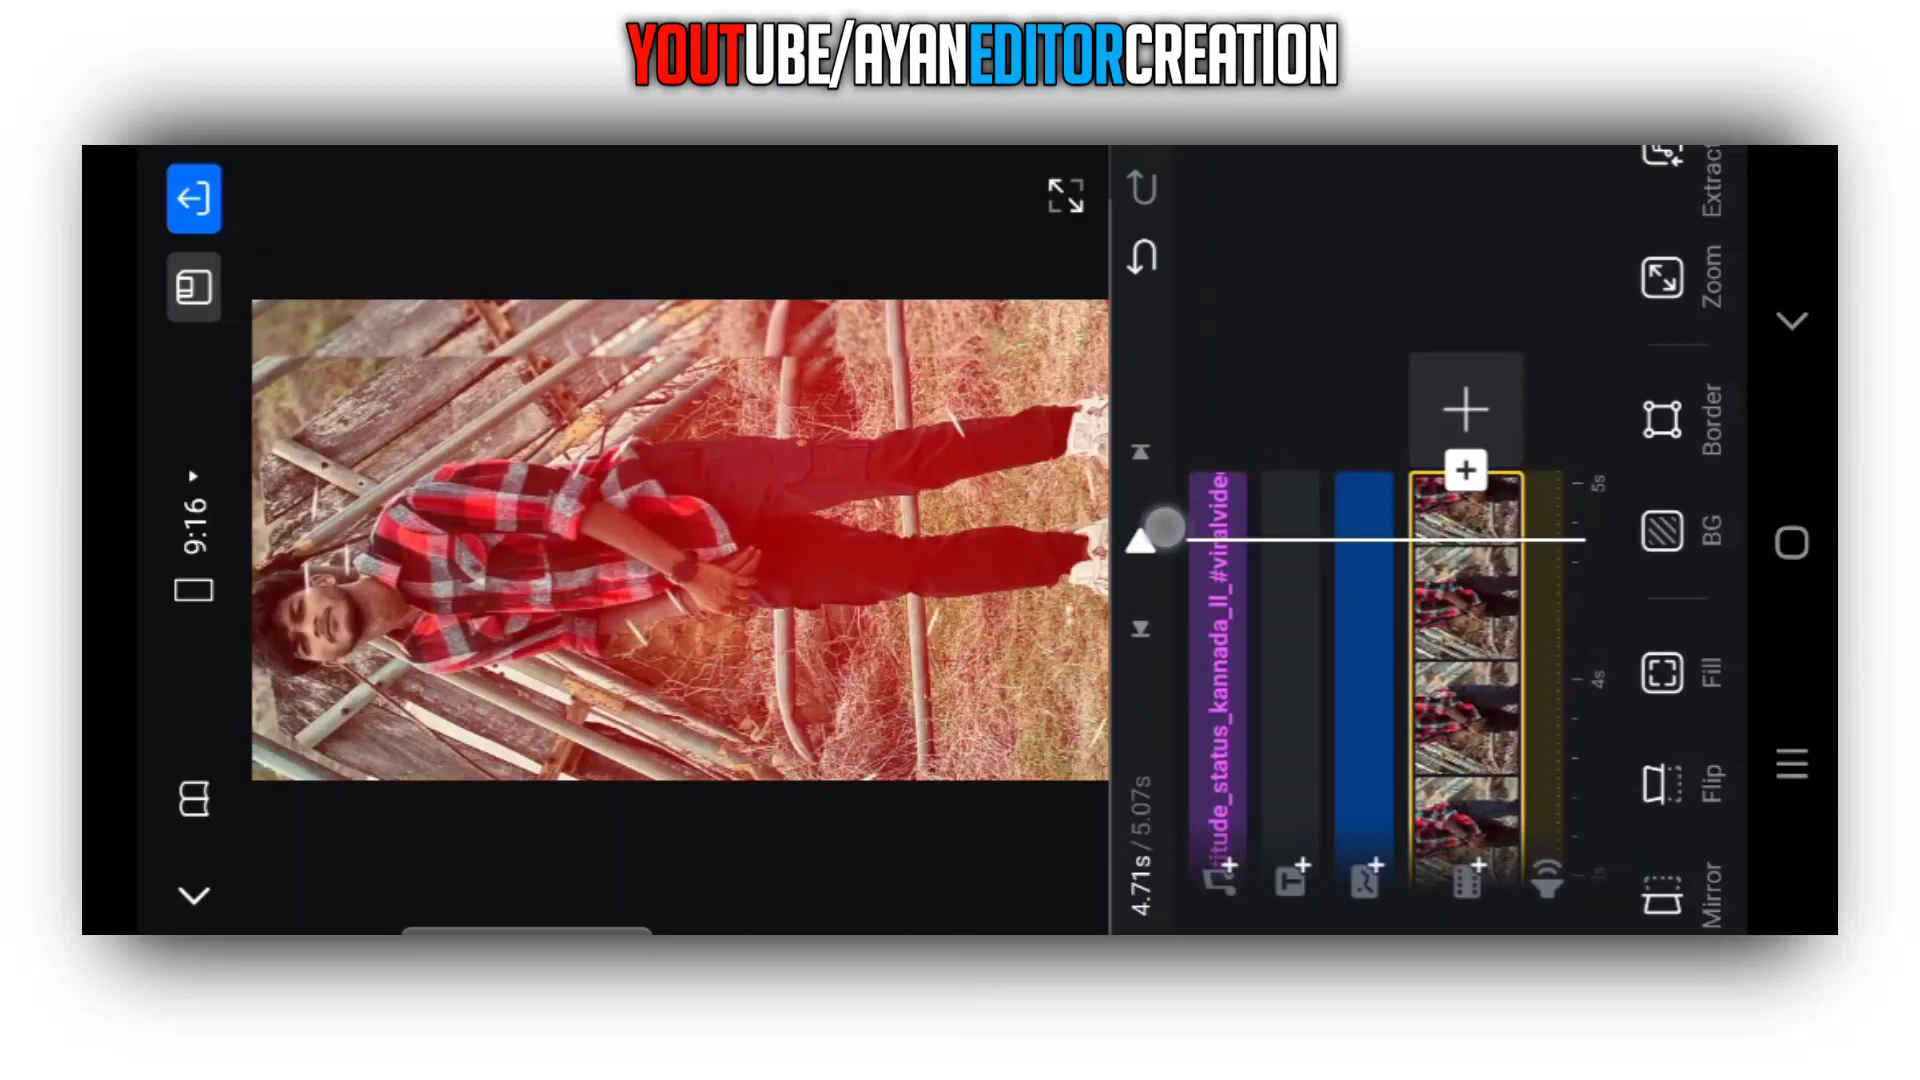 YOUTUBE/AYANEDITORCREATION
9:16
4.71s / 5.07s
itude_status_kannada_ll_#viralvide
5s
4s
3s
Extract
Zoom
Border
BG
Fill
Flip
Mirror